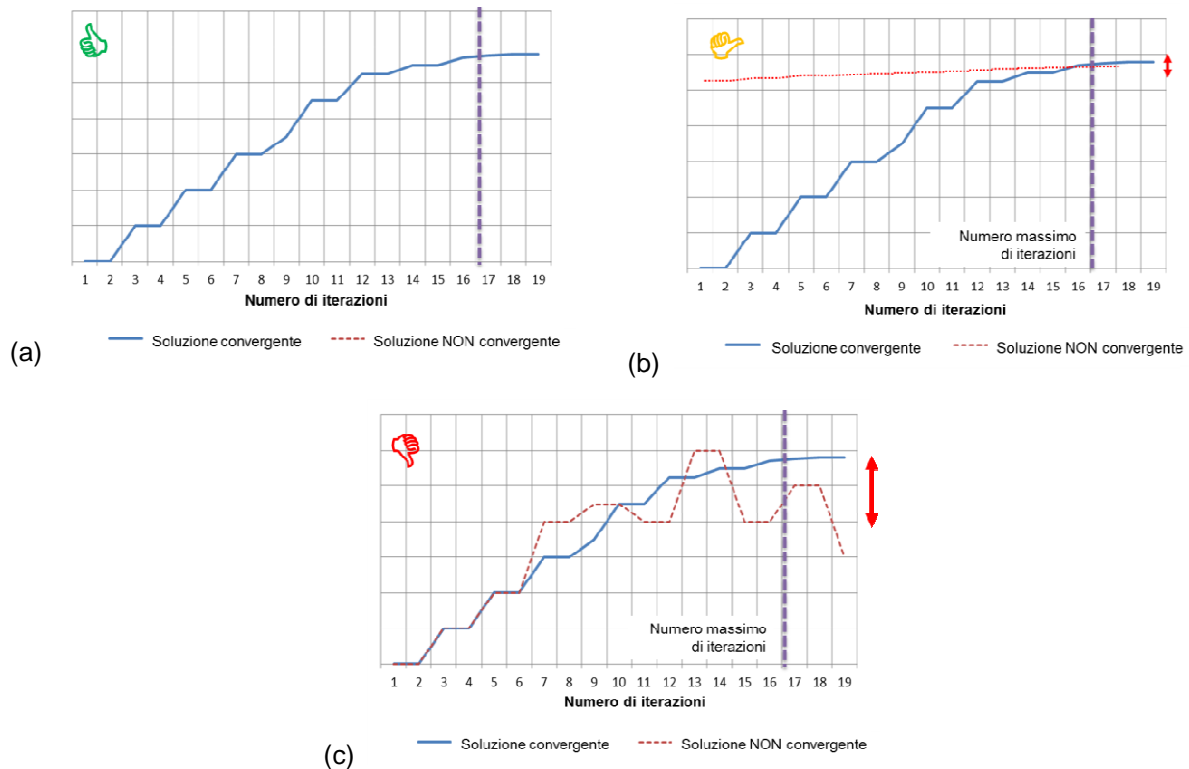 1 2 3 4 5 6 7 8 9 10 11 12 13 14 15 16 17 18 19
Numero di iterazioni
Soluzione convergente Soluzione NON convergente
(a)
Numero massimo
di iterazioni
1 2 3 4 5 6 7 8 9 10 11 12 13 14 15 16 17 18 19
Numero di iterazioni
Soluzione convergente Soluzione NON convergente
(b)
Numero massimo
di iterazioni
1 2 3 4 5 6 7 8 9 10 11 12 13 14 15 16 17 18 19
Numero di iterazioni
Soluzione convergente Soluzione NON convergente
(c)